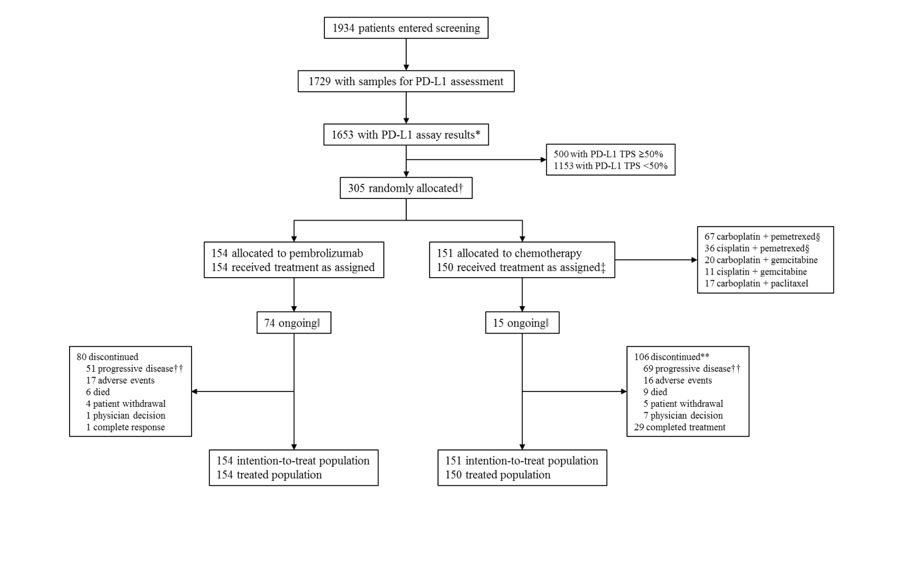 1934 patients entered screening
1729 with samples for PD-L1 assessment
1653 with PD-L1 assay results*
500 with PD-L1 TPS ≥50%
1153 with PD-L1 TPS <50%
305 randomly allocated†
154 allocated to pembrolizumab
154 received treatment as assigned
151 allocated to chemotherapy
150 received treatment as assigned‡
67 carboplatin + pemetrexed§
36 cisplatin + pemetrexed§
20 carboplatin + gemcitabine
11 cisplatin + gemcitabine
17 carboplatin + paclitaxel
74 ongoing‖
15 ongoing‖
80 discontinued
51 progressive disease††
17 adverse events
6 died
4 patient withdrawal
1 physician decision
1 complete response
106 discontinued**
69 progressive disease††
16 adverse events
9 died
5 patient withdrawal
7 physician decision
29 completed treatment
154 intention-to-treat population
154 treated population
151 intention-to-treat population
150 treated population